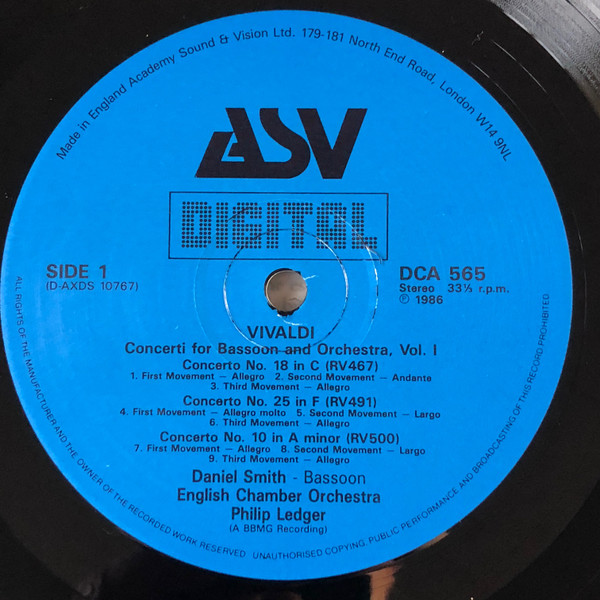 Made in England Academy Sound & Vision Ltd. 179-181 North End Road, London W14 9NL
ASV
DIGITAL
SIDE 1
(D-AXDS 10767)
DCA 565
Stereo 33⅓ r.p.m.
℗ 1986
VIVALDI
Concerti for Bassoon and Orchestra, Vol. I
Concerto No. 18 in C (RV467)
1. First Movement — Allegro 2. Second Movement — Andante
3. Third Movement — Allegro
Concerto No. 25 in F (RV491)
4. First Movement — Allegro molto 5. Second Movement — Largo
6. Third Movement — Allegro
Concerto No. 10 in A minor (RV500)
7. First Movement — Allegro 8. Second Movement — Largo
9. Third Movement — Allegro
Daniel Smith - Bassoon
English Chamber Orchestra
Philip Ledger
(A BBMG Recording)
ALL RIGHTS OF THE MANUFACTURER AND THE OWNER OF THE RECORDED WORK RESERVED. UNAUTHORISED COPYING, PUBLIC PERFORMANCE AND BROADCASTING OF THIS RECORD PROHIBITED